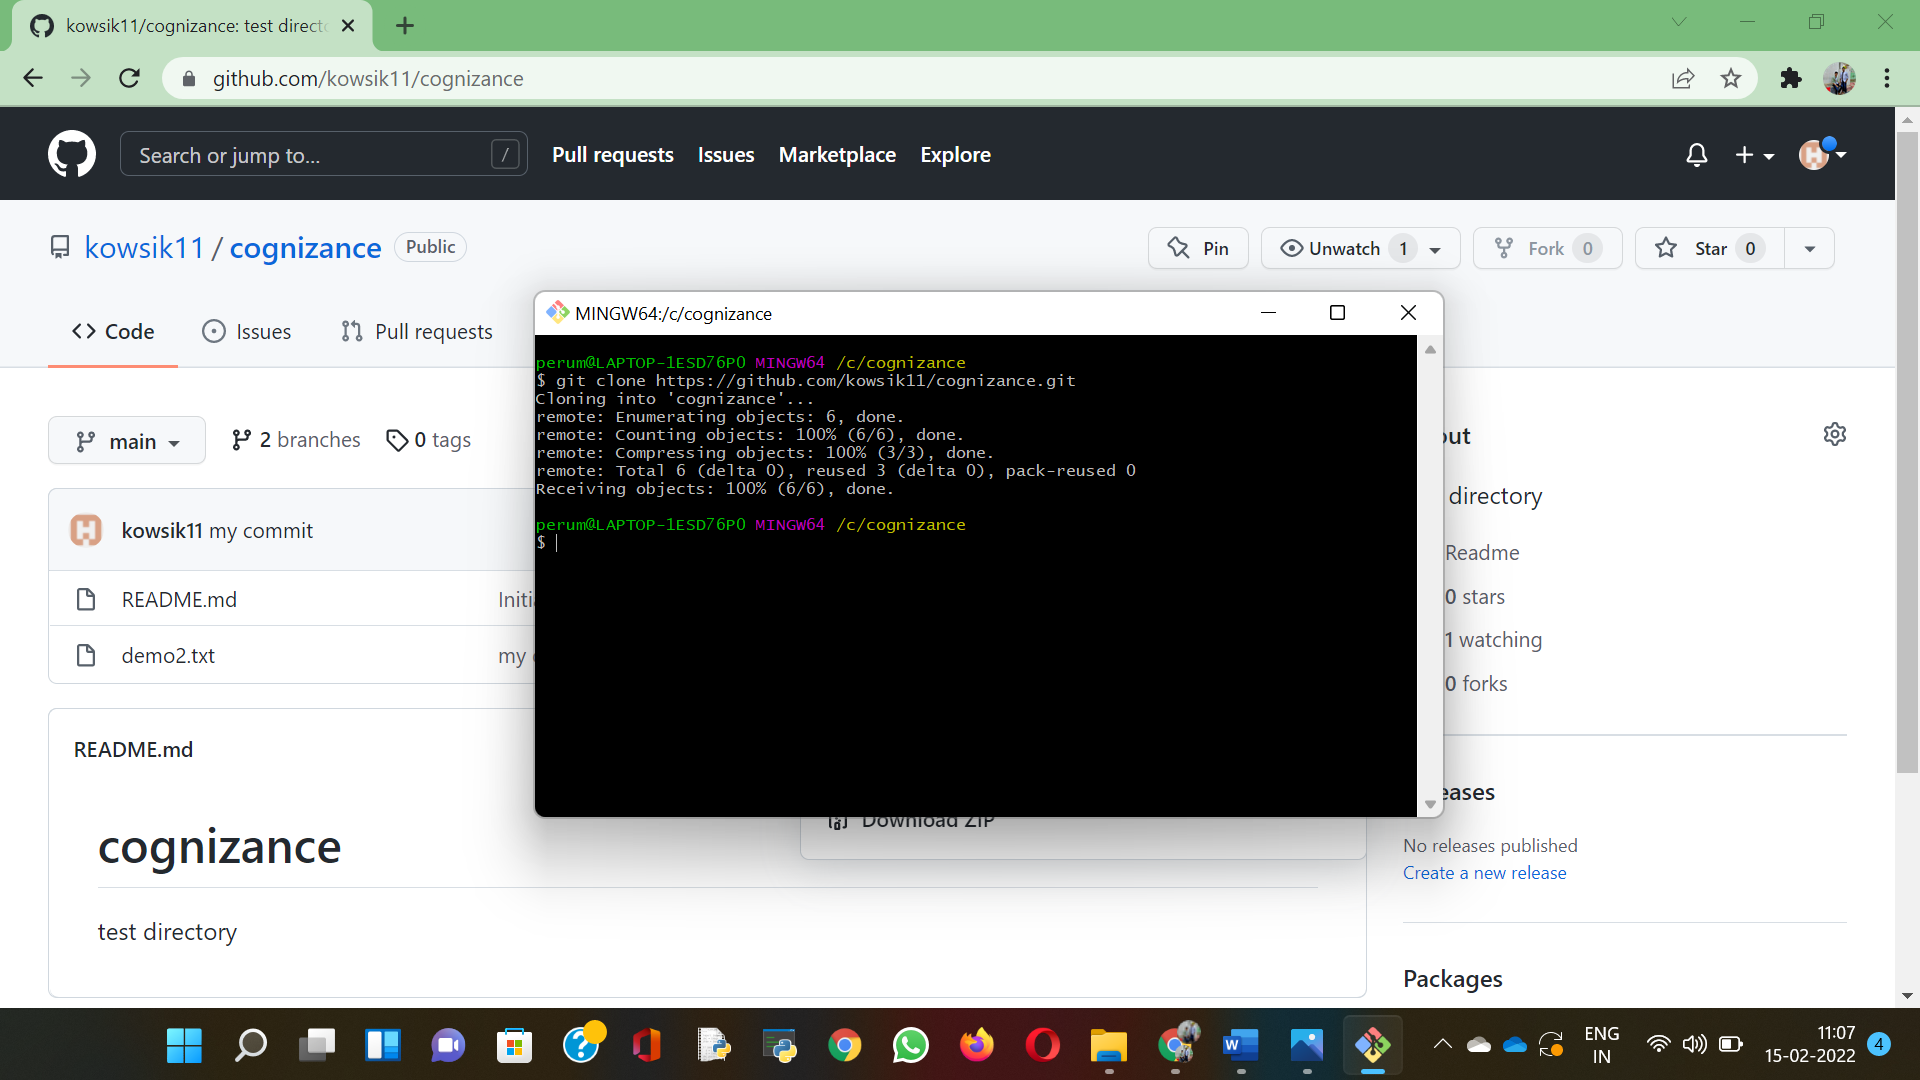 kowsik11/cognizance: test direct
github.com/kowsik11/cognizance
Search or jump to... /
Pull requests Issues Marketplace Explore
kowsik11 / cognizance Public
Pin Unwatch 1 Fork 0 Star 0
Code Issues Pull requests
MINGW64:/c/cognizance
perum@LAPTOP-1ESD76P0 MINGW64 /c/cognizance
$ git clone https://github.com/kowsik11/cognizance.git
Cloning into 'cognizance'...
remote: Enumerating objects: 6, done.
remote: Counting objects: 100% (6/6), done.
remote: Compressing objects: 100% (3/3), done.
remote: Total 6 (delta 0), reused 3 (delta 0), pack-reused 0
Receiving objects: 100% (6/6), done.
perum@LAPTOP-1ESD76P0 MINGW64 /c/cognizance
$
main 2 branches 0 tags
kowsik11 my commit
README.md Initi
demo2.txt my
README.md
cognizance
test directory
Download ZIP
out
directory
Readme
0 stars
1 watching
0 forks
eases
No releases published
Create a new release
Packages
ENG
IN
11:07
15-02-2022
4